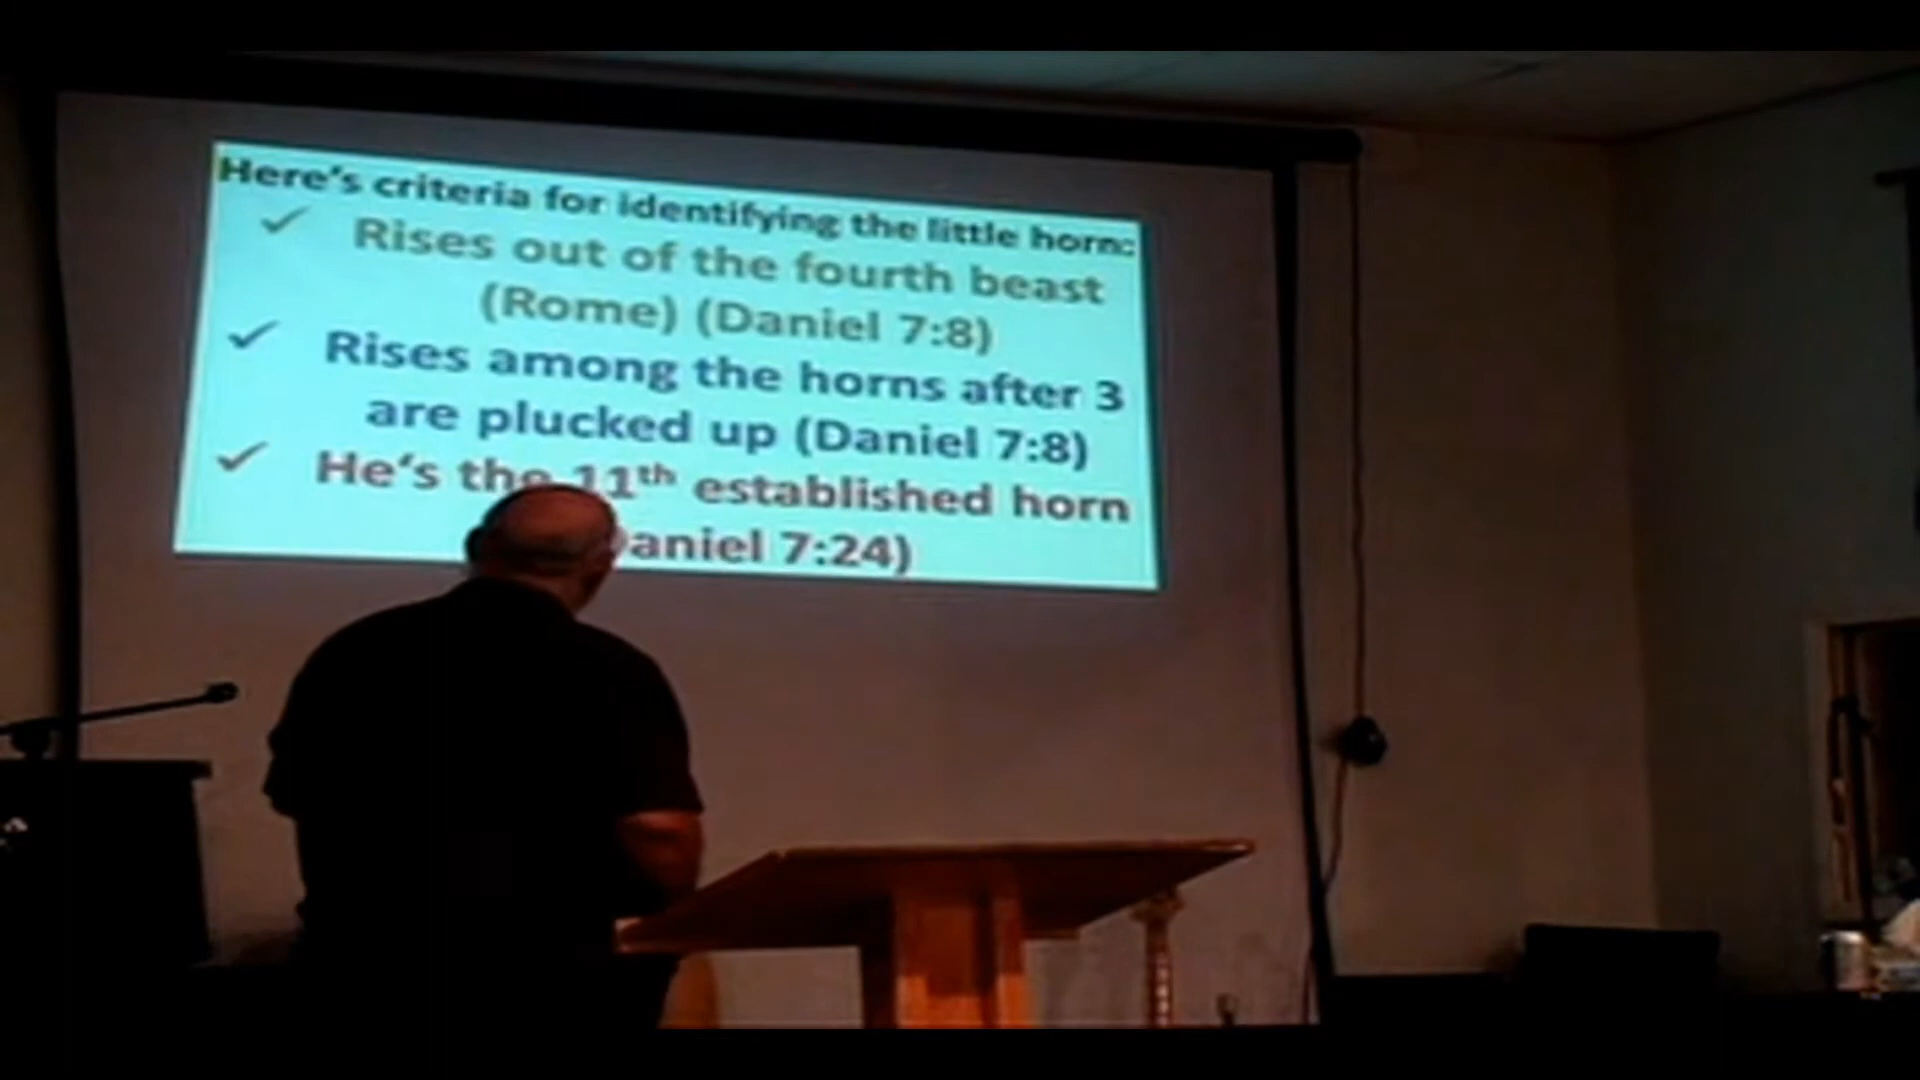 Here's criteria for identifying the little horn:
✓ Rises out of the fourth beast
(Rome) (Daniel 7:8)
✓ Rises among the horns after 3
are plucked up (Daniel 7:8)
✓ He's the 11th established horn
aniel 7:24)